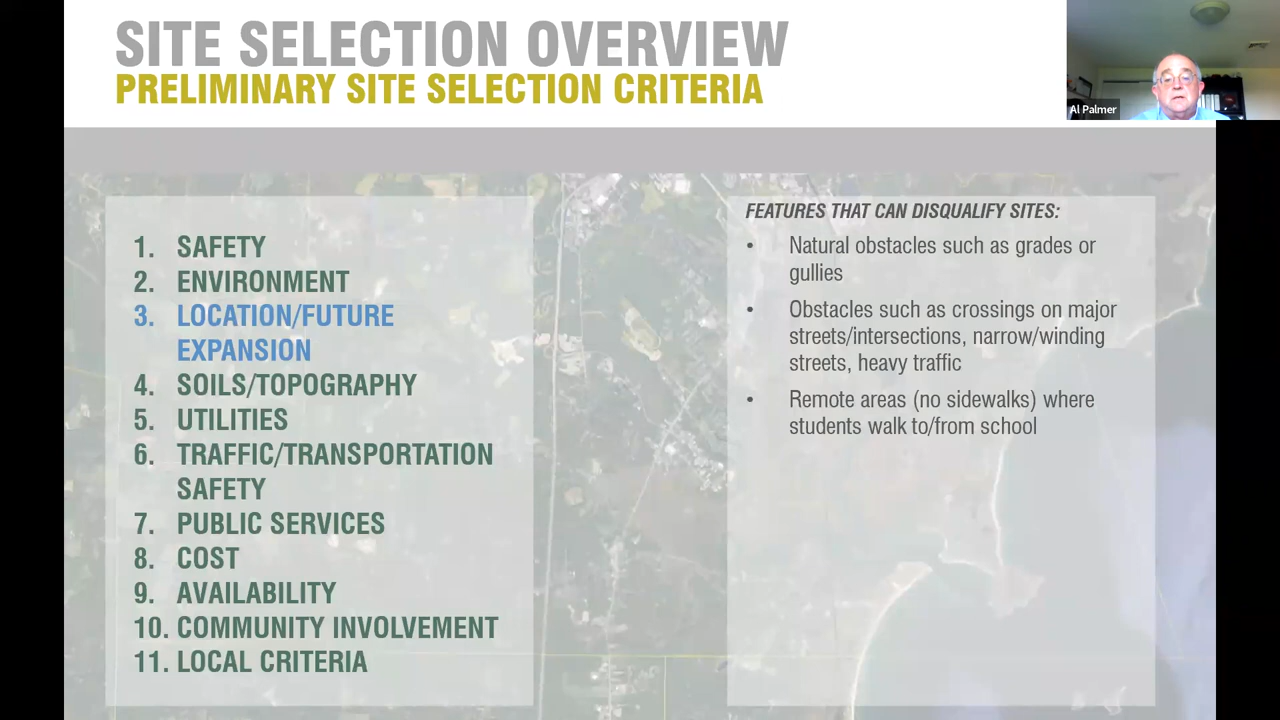 SITE SELECTION OVERVIEW
PRELIMINARY SITE SELECTION CRITERIA
Al Palmer
1. SAFETY
2. ENVIRONMENT
3. LOCATION/FUTURE
EXPANSION
4. SOILS/TOPOGRAPHY
5. UTILITIES
6. TRAFFIC/TRANSPORTATION
SAFETY
7. PUBLIC SERVICES
8. COST
9. AVAILABILITY
10. COMMUNITY INVOLVEMENT
11. LOCAL CRITERIA
FEATURES THAT CAN DISQUALIFY SITES:
• Natural obstacles such as grades or
gullies
• Obstacles such as crossings on major
streets/intersections, narrow/winding
streets, heavy traffic
• Remote areas (no sidewalks) where
students walk to/from school